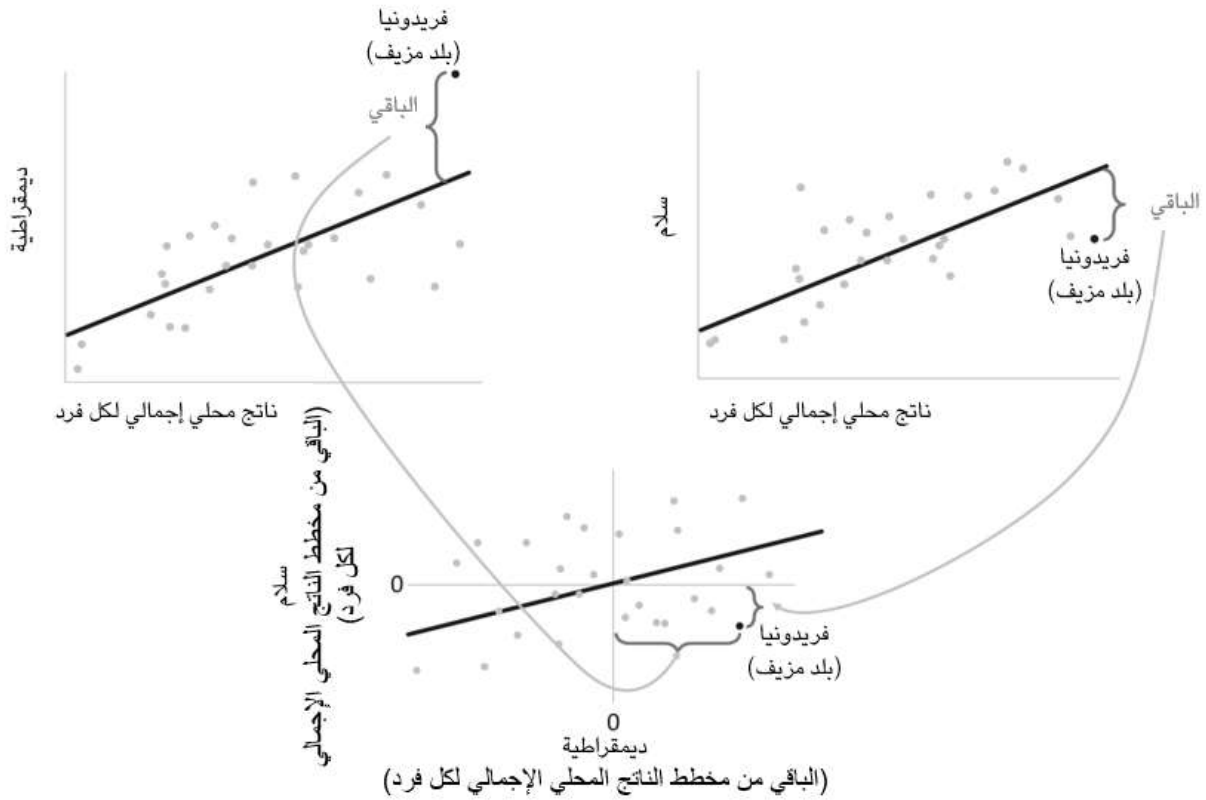 فريدونيا
(بلد مزيف)
الباقي
ديمقراطية
ناتج محلي إجمالي لكل فرد
سلام
الباقي
فريدونيا
(بلد مزيف)
ناتج محلي إجمالي لكل فرد
سلام
(الباقي من مخطط الناتج المحلي الإجمالي
لكل فرد)
0
فريدونيا
(بلد مزيف)
0
ديمقراطية
(الباقي من مخطط الناتج المحلي الإجمالي لكل فرد)